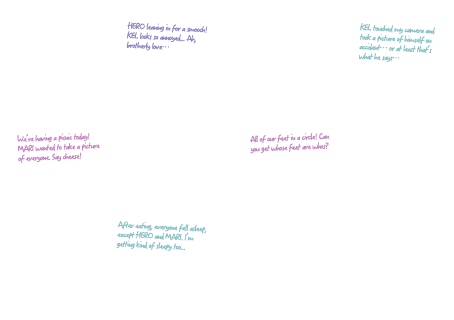 HERO leaning in for a smooch!
KEL looks so annoyed... Ah,
brotherly love...
KEL touched my camera and
took a picture of himself on
accident... or at least that's
what he says...
We're having a picnic today!
MARI wanted to take a picture
of everyone. Say cheese!
All of our feet in a circle! Can
you get whose feet are whos?
After eating, everyone fell asleep,
except HERO and MARI. I'm
getting kind of sleepy too...